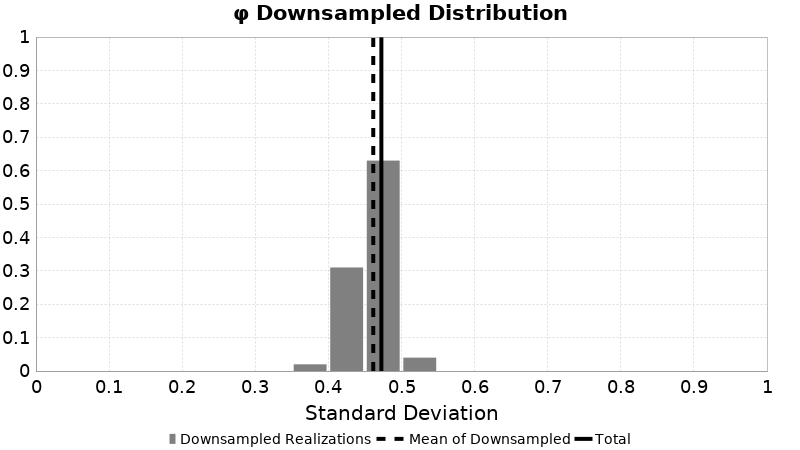 φ Downsampled Distribution
1
0.9
0.8
0.7
0.6
0.5
0.4
0.3
0.2
0.1
0
0 0.1 0.2 0.3 0.4 0.5 0.6 0.7 0.8 0.9 1
Standard Deviation
Downsampled Realizations Mean of Downsampled Total